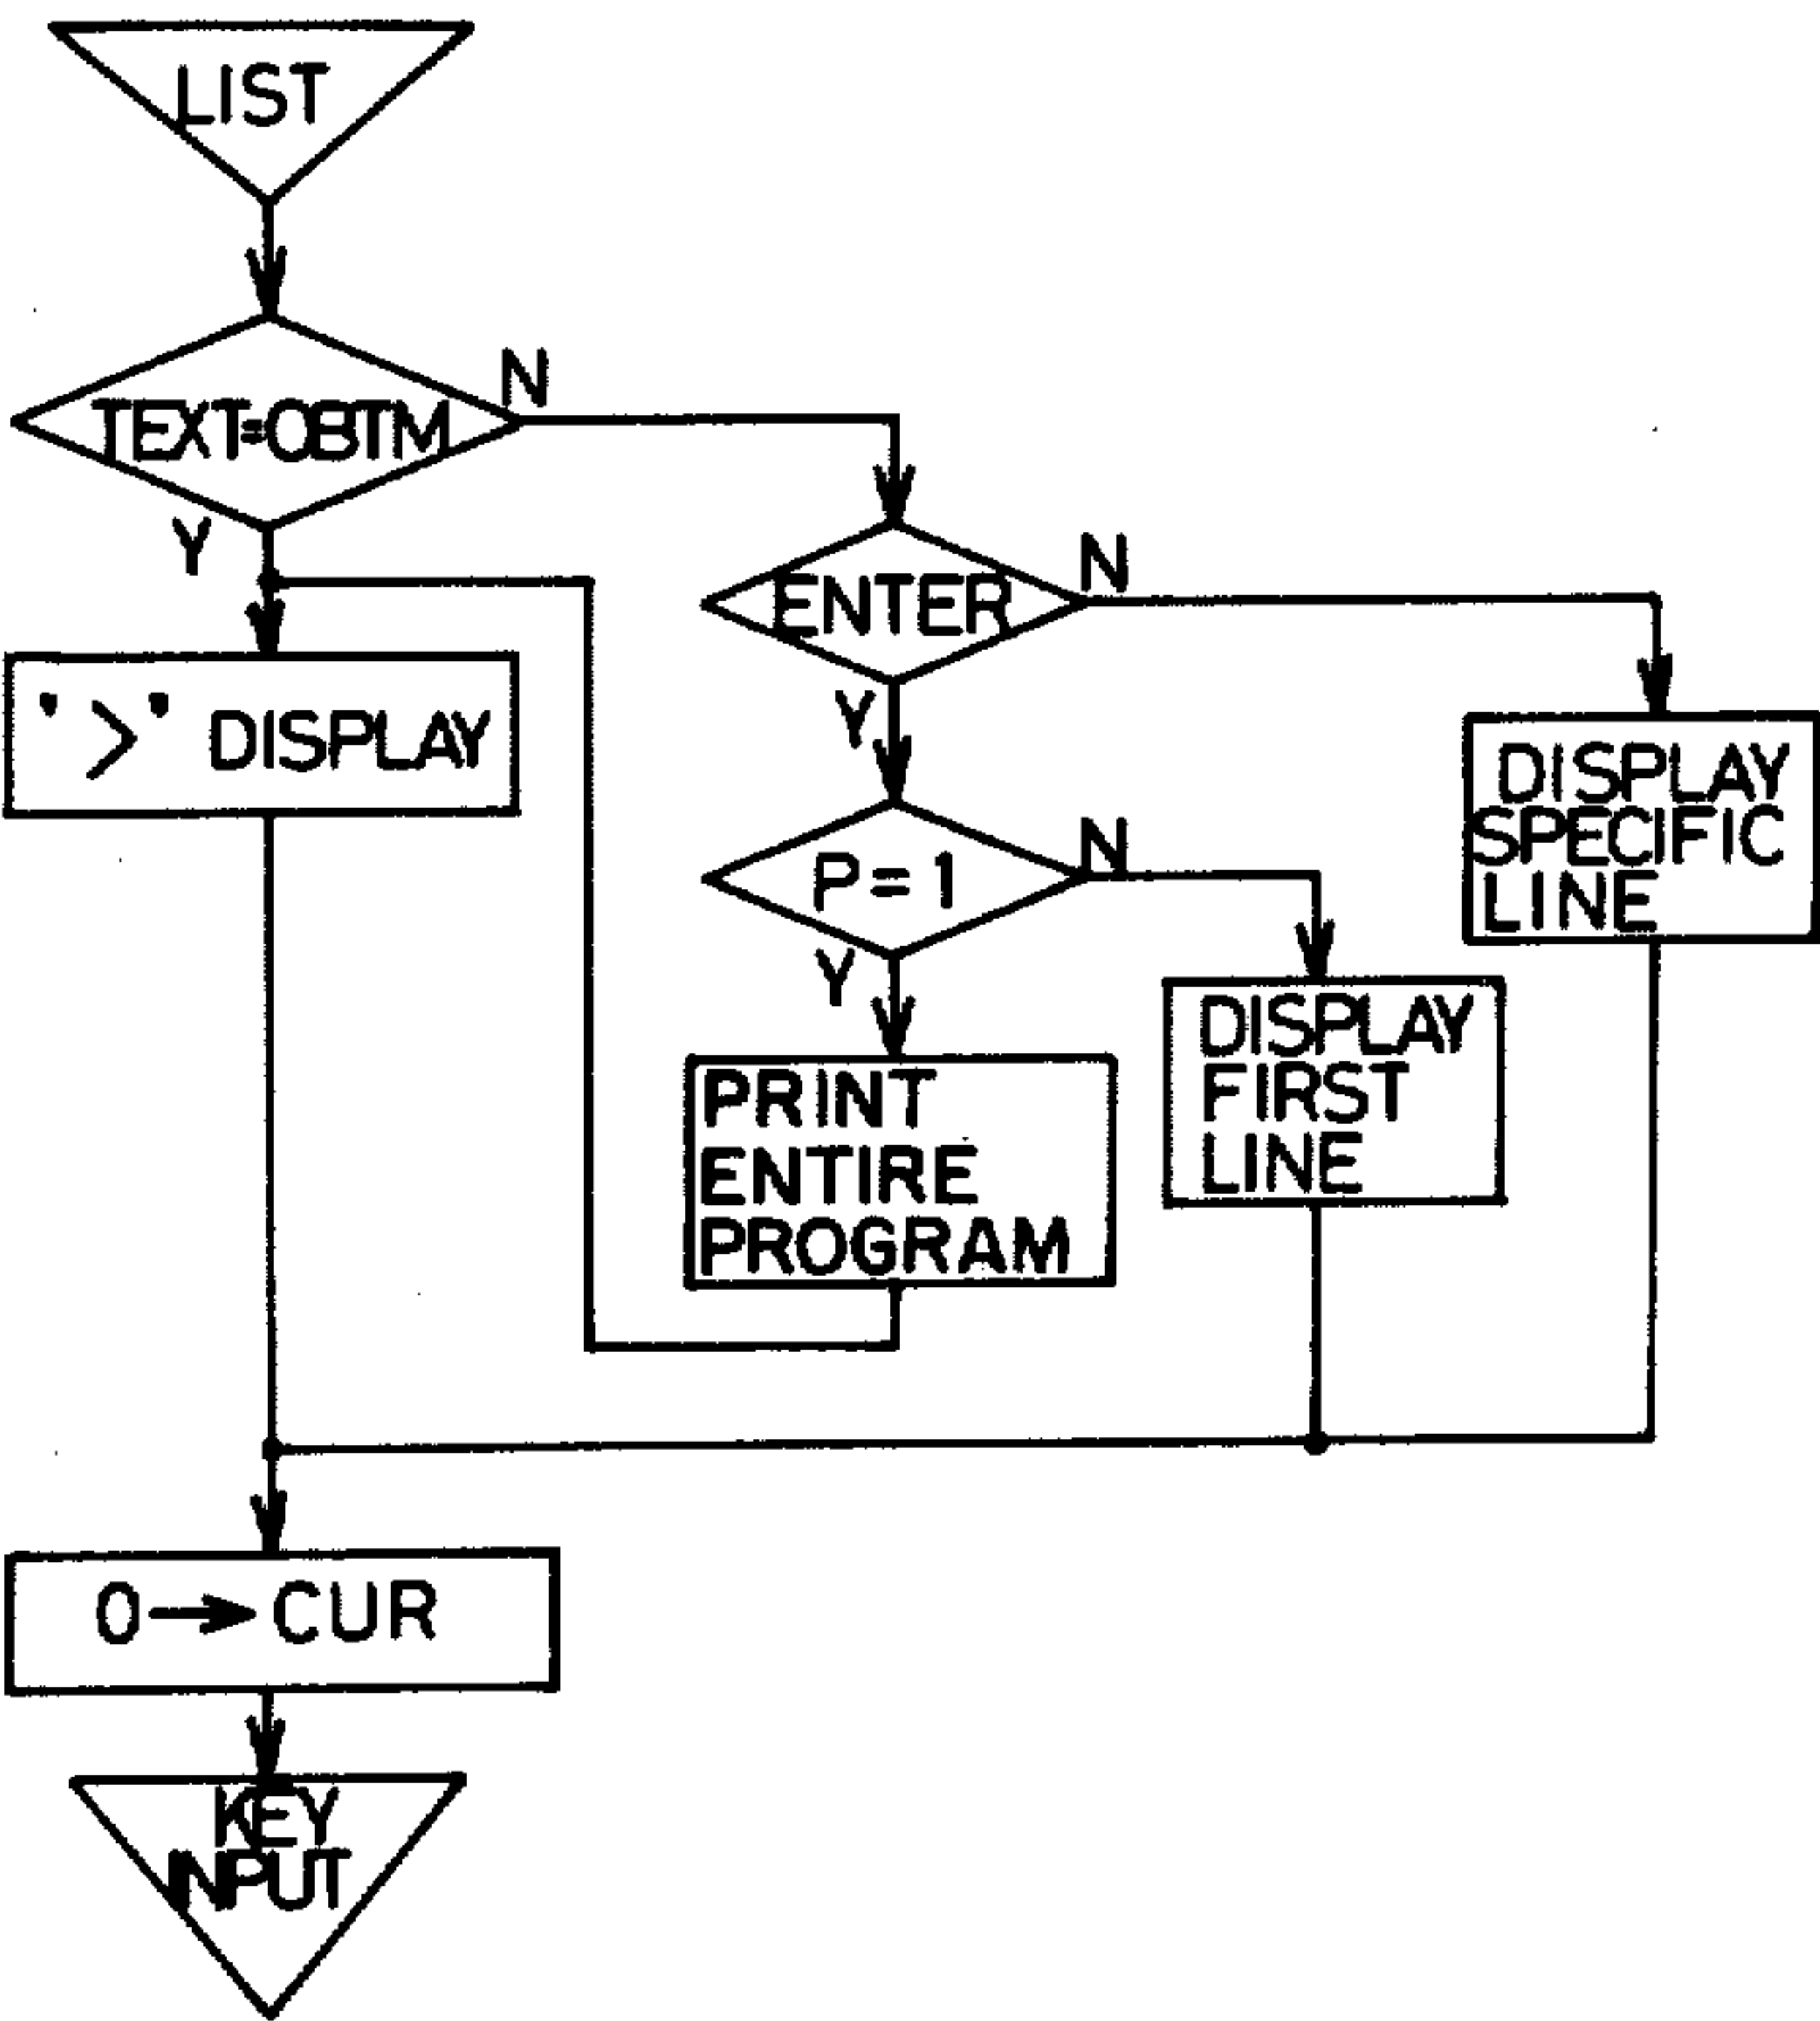 LIST
TEXT=OBTM
N
Y
ENTER
N
Y
'>' DISPLAY
P=1
N
Y
DISPLAY
SPECIFIC
LINE
DISPLAY
FIRST
LINE
PRINT
ENTIRE
PROGRAM
0→CUR
KEY
INPUT